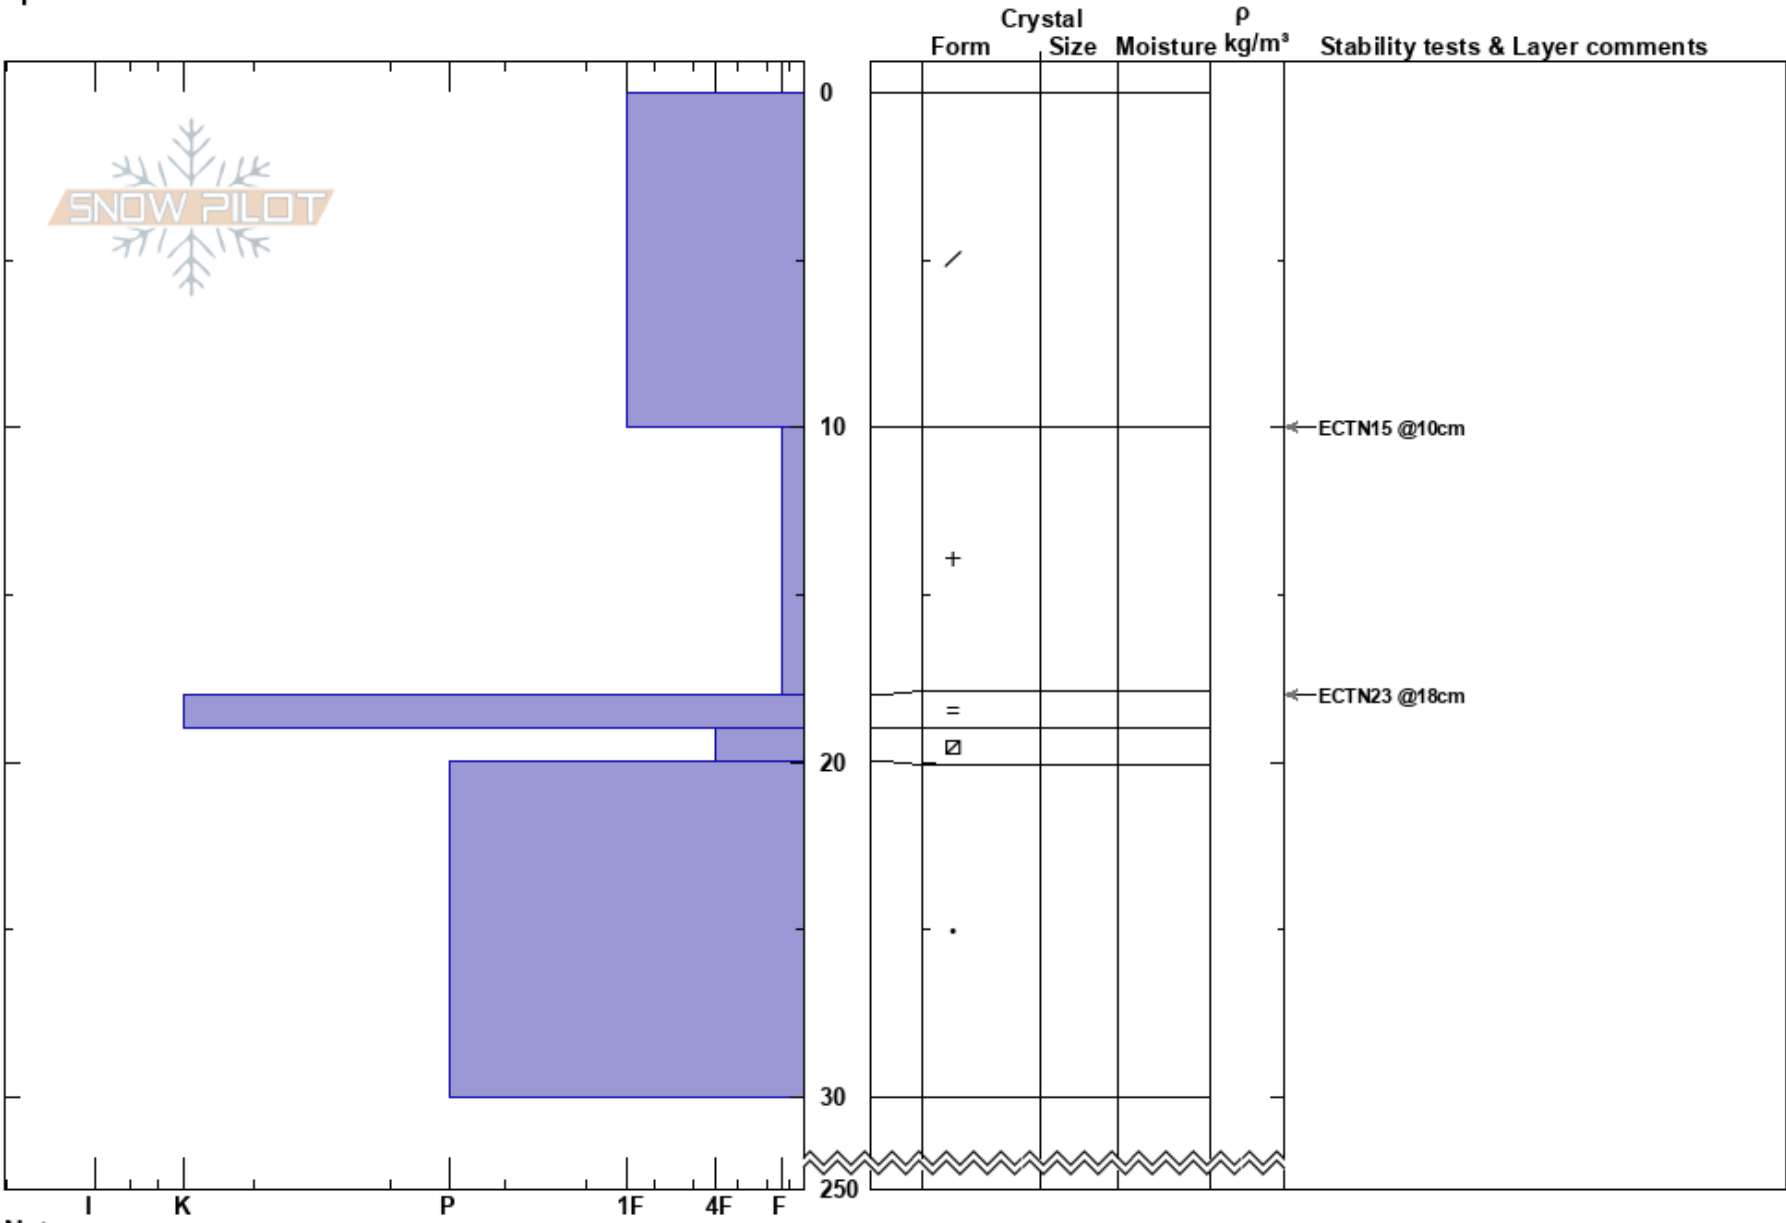 Crystal
ρ
Form Size Moisture kg/m³ Stability tests & Layer comments
SNOW PILOT
0
10
ECTN15 @10cm
ECTN23 @18cm
20
30
250
I K P 1F 4F F